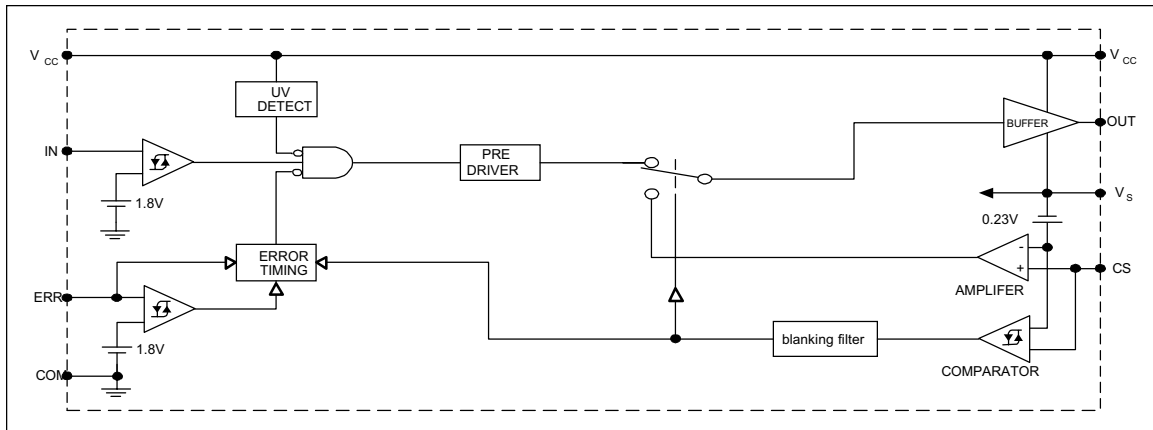 V CC
V CC
UV
DETECT
BUFFER
OUT
IN
PRE
DRIVER
1.8V
V S
0.23V
ERROR
TIMING
-
+
CS
AMPLIFER
ERR
1.8V
blanking filter
COM
COMPARATOR